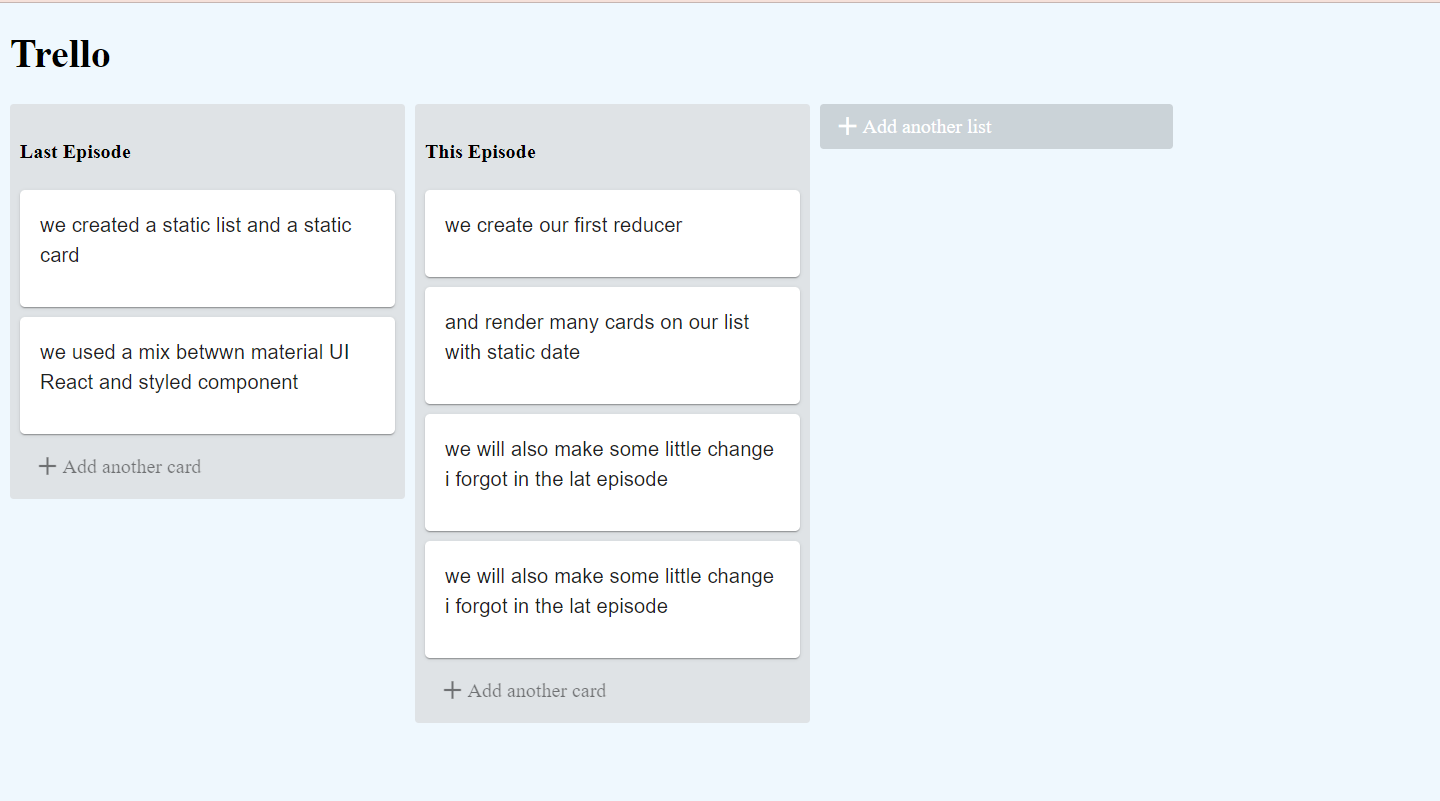 Trello
Last Episode
we created a static list and a static
card
we used a mix betwwn material UI
React and styled component
Add another card
This Episode
we create our first reducer
and render many cards on our list
with static date
we will also make some little change
i forgot in the lat episode
we will also make some little change
i forgot in the lat episode
Add another card
Add another list